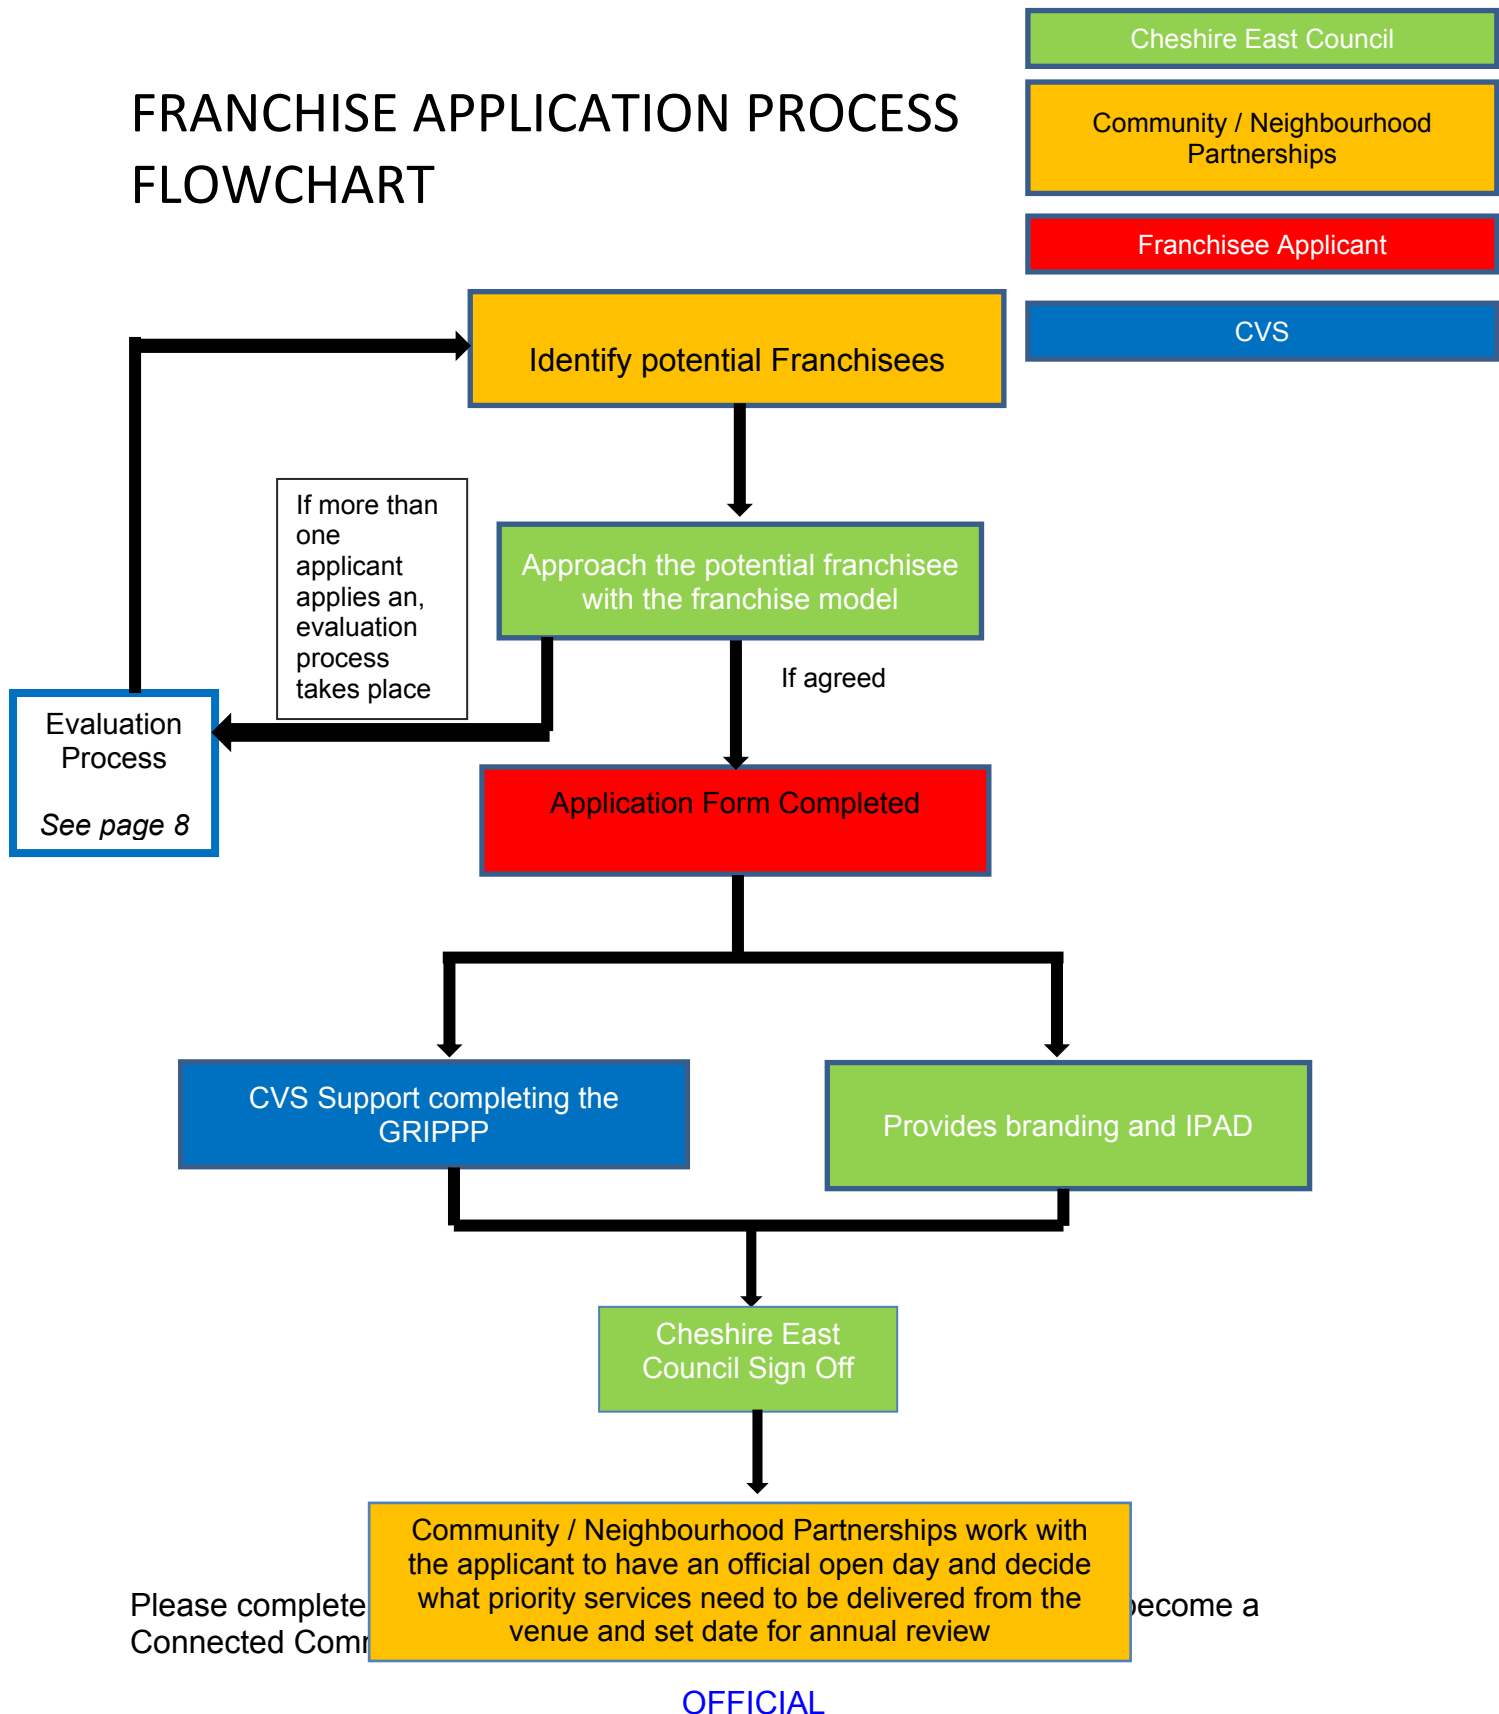 Cheshire East Council
FRANCHISE APPLICATION PROCESS
FLOWCHART
Community / Neighbourhood
Partnerships
Franchisee Applicant
CVS
Identify potential Franchisees
If more than
one
applicant
applies an,
evaluation
process
takes place
Approach the potential franchisee
with the franchise model
If agreed
Evaluation
Process
See page 8
Application Form Completed
CVS Support completing the
GRIPPP
Provides branding and IPAD
Cheshire East
Council Sign Off
Community / Neighbourhood Partnerships work with
the applicant to have an official open day and decide
what priority services need to be delivered from the
venue and set date for annual review
Please complete become a
Connected
OFFICIAL